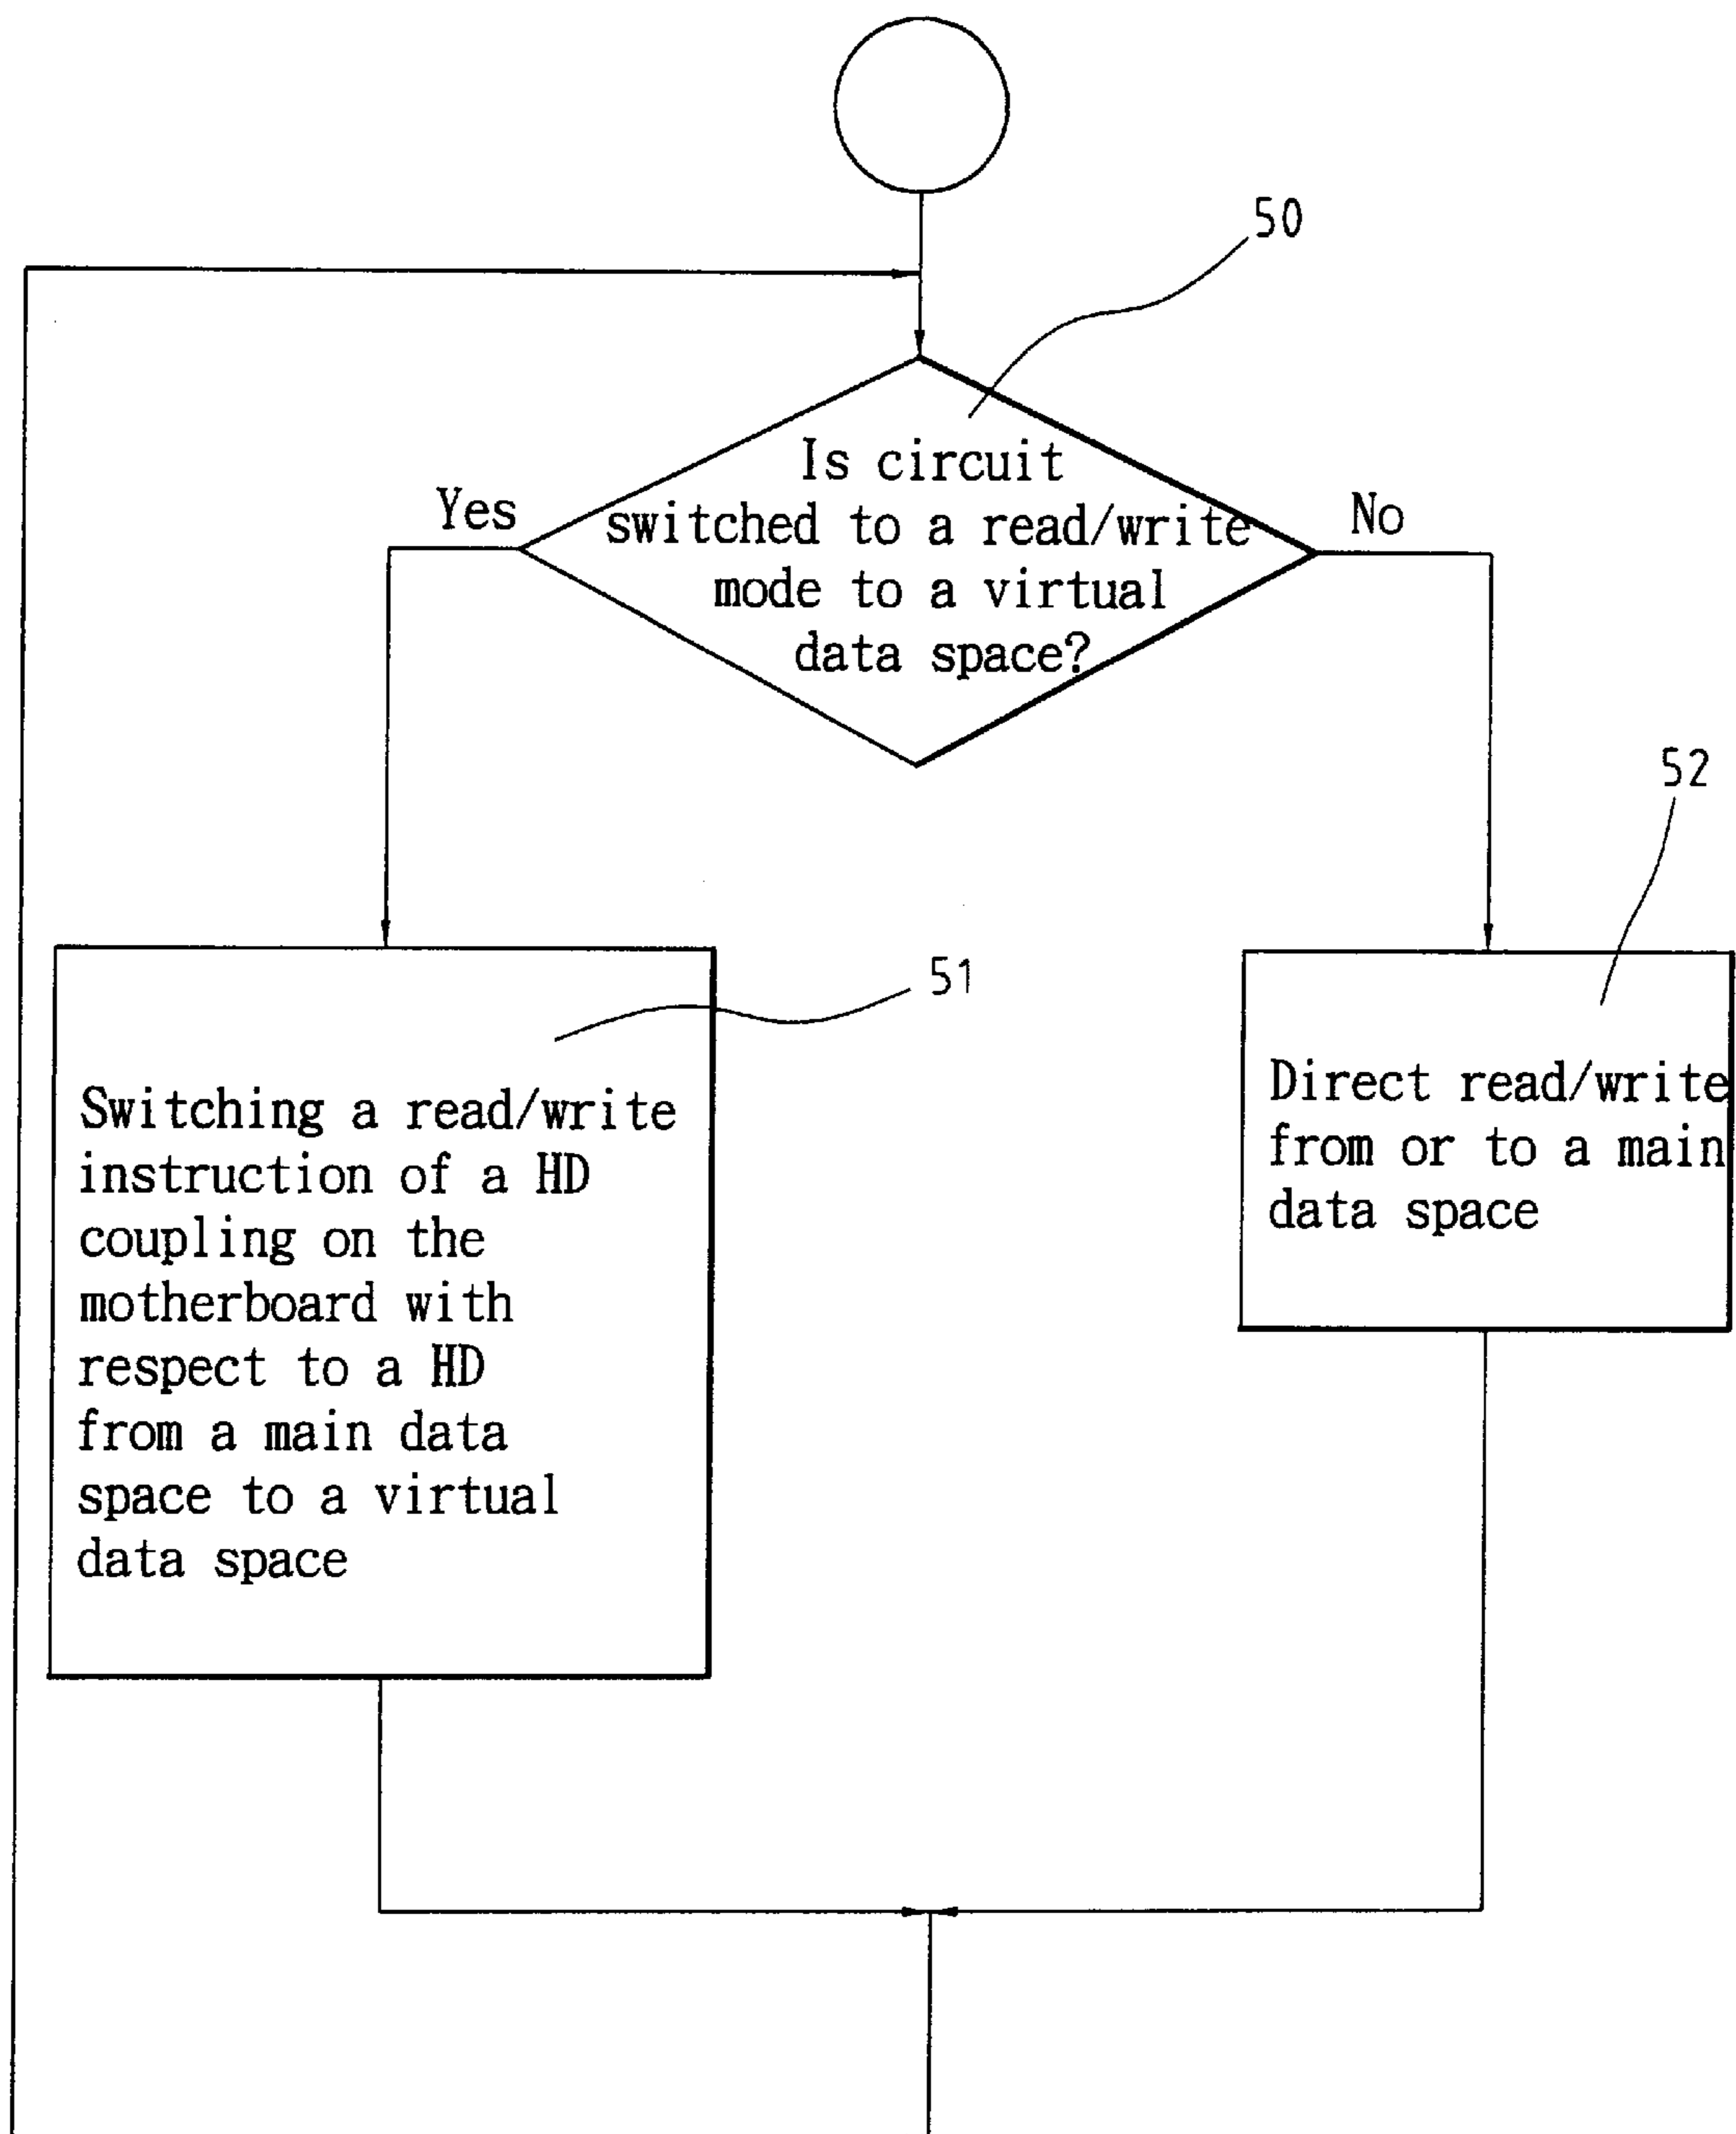 50
Is circuit
switched to a read/write
mode to a virtual
data space?
Yes
No
52
51
Switching a read/write
instruction of a HD
coupling on the
motherboard with
respect to a HD
from a main data
space to a virtual
data space
Direct read/write
from or to a main
data space